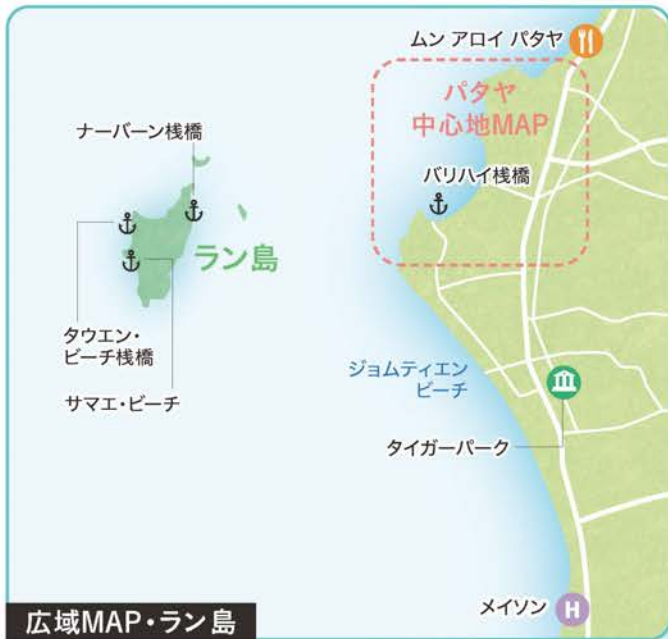 ムン アロイ パタヤ
パタヤ
中心地MAP
ナーバーン桟橋
バリハイ桟橋
ラン島
タウエン・
ビーチ桟橋
サマエ・ビーチ
ジョムティエン
ビーチ
タイガーパーク
メイソン
H
広域MAP・ラン島